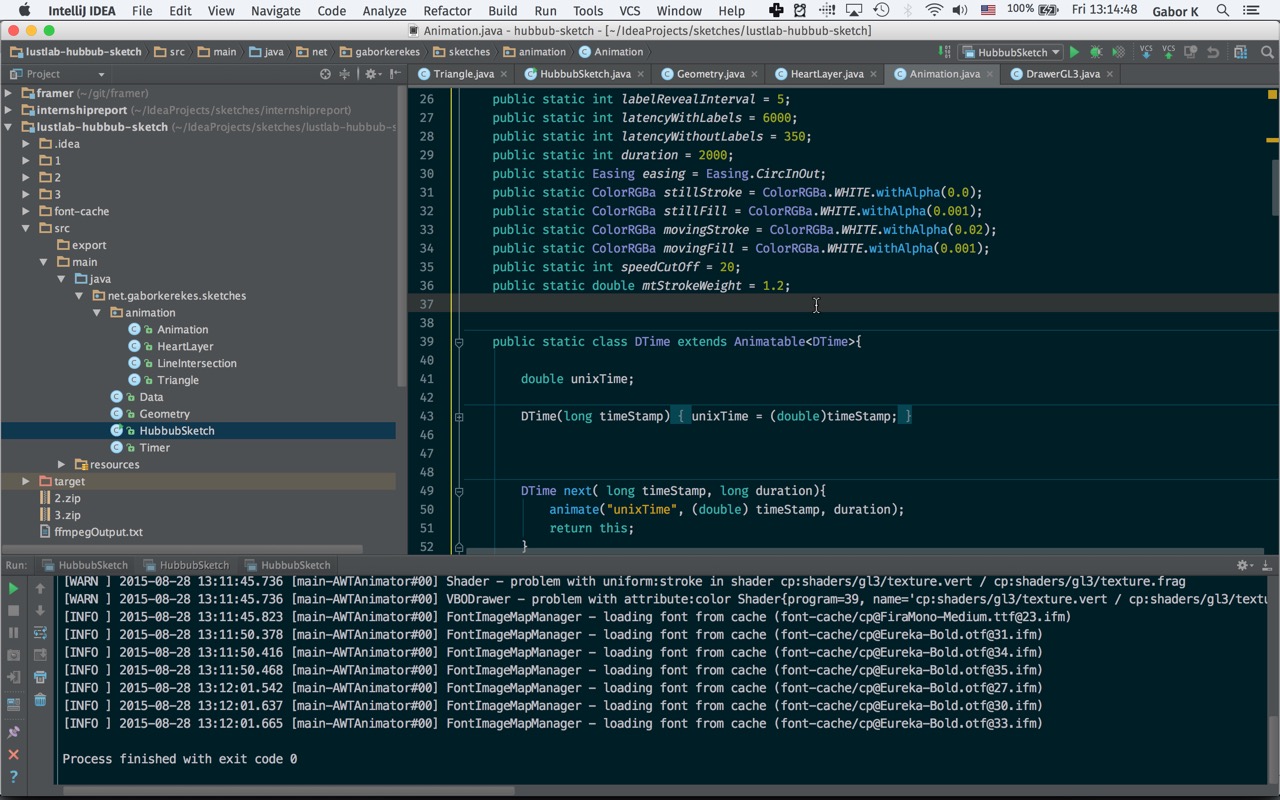 IntelliJ IDEA File Edit View Navigate Code Analyze Refactor Build Run Tools VCS Window Help 100% Fri 13:14:48 Gabor K
Animation.java - hubbub-sketch - [~/IdeaProjects/sketches/lustlab-hubbub-sketch]
lustlab-hubbub-sketch src main java net gaborkerekes sketches animation Animation HubbubSketch VCS VCS
Project Triangle.java HubbubSketch.java Geometry.java HeartLayer.java Animation.java DrawerGL3.java
framer (~/git/framer)
internshipreport (~/IdeaProjects/sketches/internshipreport)
lustlab-hubbub-sketch (~/IdeaProjects/sketches/lustlab-hubbub-s
.idea
1
2
3
font-cache
src
export
main
java
net.gaborkerekes.sketches
animation
Animation
HeartLayer
LineIntersection
Triangle
Data
Geometry
HubbubSketch
Timer
resources
target
2.zip
3.zip
ffmpegOutput.txt
26 public static int labelRevealInterval = 5;
27 public static int latencyWithLabels = 6000;
28 public static int latencyWithoutLabels = 350;
29 public static int duration = 2000;
30 public static Easing easing = Easing.CircInOut;
31 public static ColorRGBa stillStroke = ColorRGBa.WHITE.withAlpha(0.0);
32 public static ColorRGBa stillFill = ColorRGBa.WHITE.withAlpha(0.001);
33 public static ColorRGBa movingStroke = ColorRGBa.WHITE.withAlpha(0.02);
34 public static ColorRGBa movingFill = ColorRGBa.WHITE.withAlpha(0.001);
35 public static int speedCutOff = 20;
36 public static double mtStrokeWeight = 1.2;
37
38
39 public static class DTime extends Animatable<DTime>{
40
41 double unixTime;
42
43 DTime(long timeStamp) { unixTime = (double)timeStamp; }
46
47
48
49 DTime next( long timeStamp, long duration){
50 animate("unixTime", (double) timeStamp, duration);
51 return this;
52 }
Run: HubbubSketch HubbubSketch HubbubSketch
[WARN ] 2015-08-28 13:11:45.736 [main-AWTAnimator#00] Shader - problem with uniform:stroke in shader cp:shaders/gl3/texture.vert / cp:shaders/gl3/texture.frag
[WARN ] 2015-08-28 13:11:45.736 [main-AWTAnimator#00] VBODrawer - problem with attribute:color Shader{program=39, name='cp:shaders/gl3/texture.vert / cp:shaders/gl3/textu
[INFO ] 2015-08-28 13:11:45.823 [main-AWTAnimator#00] FontImageMapManager - loading font from cache (font-cache/cp@FiraMono-Medium.ttf@23.ifm)
[INFO ] 2015-08-28 13:11:50.378 [main-AWTAnimator#00] FontImageMapManager - loading font from cache (font-cache/cp@Eureka-Bold.otf@31.ifm)
[INFO ] 2015-08-28 13:11:50.416 [main-AWTAnimator#00] FontImageMapManager - loading font from cache (font-cache/cp@Eureka-Bold.otf@34.ifm)
[INFO ] 2015-08-28 13:11:50.468 [main-AWTAnimator#00] FontImageMapManager - loading font from cache (font-cache/cp@Eureka-Bold.otf@35.ifm)
[INFO ] 2015-08-28 13:12:01.542 [main-AWTAnimator#00] FontImageMapManager - loading font from cache (font-cache/cp@Eureka-Bold.otf@27.ifm)
[INFO ] 2015-08-28 13:12:01.637 [main-AWTAnimator#00] FontImageMapManager - loading font from cache (font-cache/cp@Eureka-Bold.otf@30.ifm)
[INFO ] 2015-08-28 13:12:01.665 [main-AWTAnimator#00] FontImageMapManager - loading font from cache (font-cache/cp@Eureka-Bold.otf@33.ifm)
Process finished with exit code 0